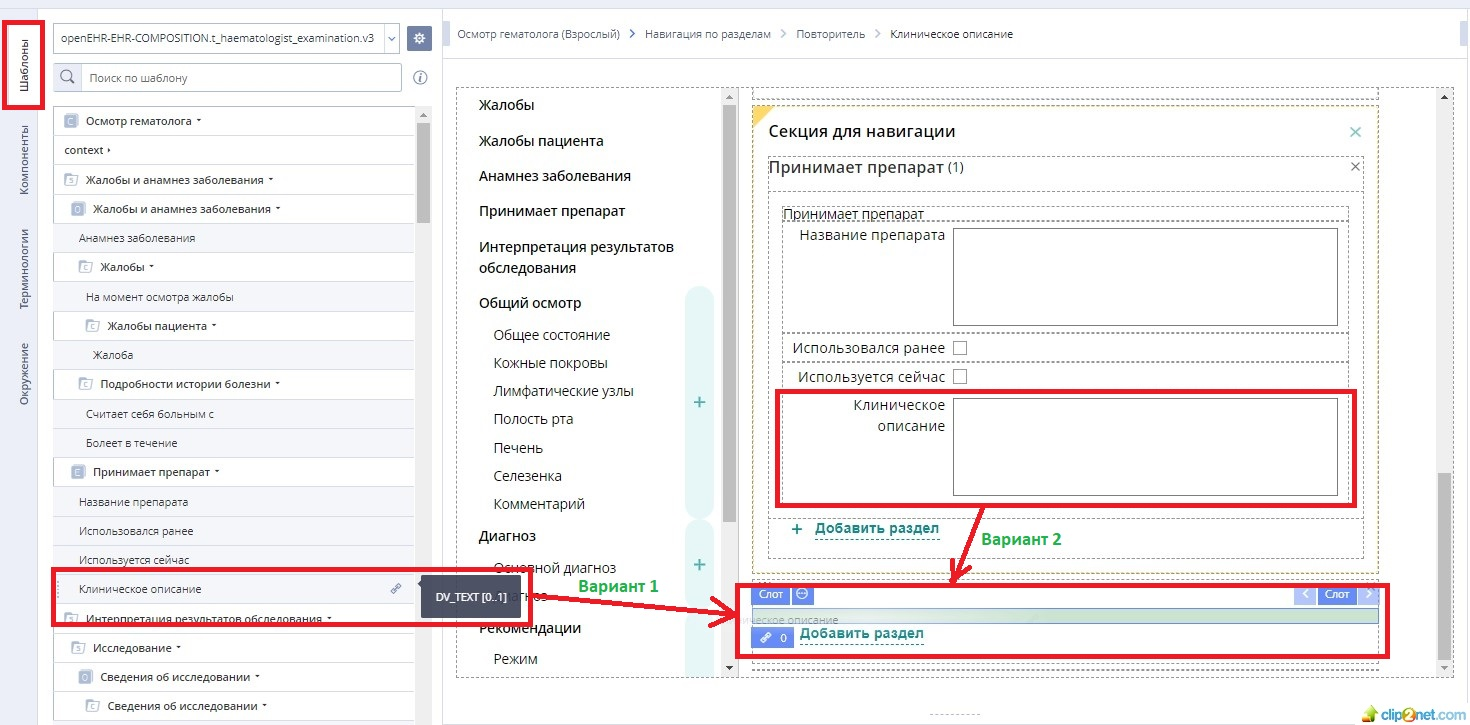 Шаблоны
Компоненты
Терминологии
Окружение
openEHR-EHR-COMPOSITION.t_haematologist_examination.v3
Поиск по шаблону
Осмотр гематолога
context
Жалобы и анамнез заболевания
Жалобы и анамнез заболевания
Анамнез заболевания
Жалобы
На момент осмотра жалобы
Жалобы пациента
Жалоба
Подробности истории болезни
Считает себя больным с
Болеет в течение
Принимает препарат
Название препарата
Использовался ранее
Используется сейчас
Клиническое описание
DV_TEXT [0..1]
Интерпретация результатов обследования
Исследование
Сведения об исследовании
Сведения об исследовании
Осмотр гематолога (Взрослый) > Навигация по разделам > Повторитель > Клиническое описание
Жалобы
Жалобы пациента
Анамнез заболевания
Принимает препарат
Интерпретация результатов
обследования
Общий осмотр
Общее состояние
Кожные покровы
Лимфатические узлы
Полость рта
Печень
Селезенка
Комментарий
Диагноз
Основной диагноз
Рекомендации
Режим
Вариант 1
Секция для навигации
Принимает препарат (1)
Принимает препарат
Название препарата
Использовался ранее
Используется сейчас
Клиническое
описание
+ Добавить раздел
Вариант 2
Слот
Слот
описание
0
Добавить раздел
clip2net.com